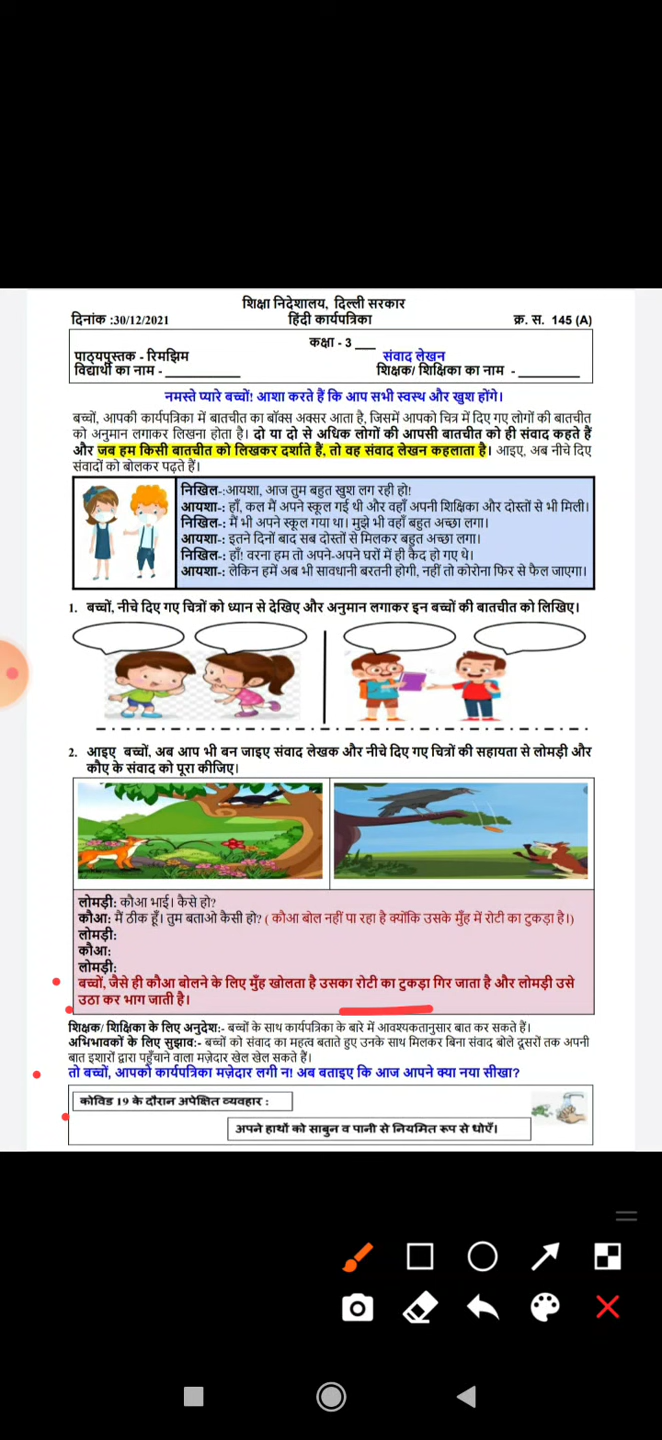 शिक्षा निदेशालय, दिल्ली सरकार
दिनांक :30/12/2021 हिंदी कार्यपत्रिका क्र. स. 145 (A)
कक्षा - 3 ___
पाठ्यपुस्तक - रिमझिम संवाद लेखन
विद्यार्थी का नाम - __________ शिक्षक/ शिक्षिका का नाम - ________
नमस्ते प्यारे बच्चों! आशा करते हैं कि आप सभी स्वस्थ और खुश होंगे।
बच्चों, आपकी कार्यपत्रिका में बातचीत का बॉक्स अक्सर आता है, जिसमें आपको चित्र में दिए गए लोगों की बातचीत
को अनुमान लगाकर लिखना होता है। दो या दो से अधिक लोगों की आपसी बातचीत को ही संवाद कहते हैं
और जब हम किसी बातचीत को लिखकर दर्शाते हैं, तो वह संवाद लेखन कहलाता है। आइए, अब नीचे दिए
संवादों को बोलकर पढ़ते हैं।
निखिल-:आयशा, आज तुम बहुत खुश लग रही हो!
आयशा-: हाँ, कल मैं अपने स्कूल गई थी और वहाँ अपनी शिक्षिका और दोस्तों से भी मिली।
निखिल-: मैं भी अपने स्कूल गया था। मुझे भी वहाँ बहुत अच्छा लगा।
आयशा-: इतने दिनों बाद सब दोस्तों से मिलकर बहुत अच्छा लगा।
निखिल-: हाँ! वरना हम तो अपने-अपने घरों में ही कैद हो गए थे।
आयशा-: लेकिन हमें अब भी सावधानी बरतनी होगी, नहीं तो कोरोना फिर से फैल जाएगा।
1. बच्चों, नीचे दिए गए चित्रों को ध्यान से देखिए और अनुमान लगाकर इन बच्चों की बातचीत को लिखिए।
2. आइए बच्चों, अब आप भी बन जाइए संवाद लेखक और नीचे दिए गए चित्रों की सहायता से लोमड़ी और
कौए के संवाद को पूरा कीजिए।
लोमड़ी: कौआ भाई। कैसे हो?
कौआ: मैं ठीक हूँ। तुम बताओ कैसी हो? ( कौआ बोल नहीं पा रहा है क्योंकि उसके मुँह में रोटी का टुकड़ा है।)
लोमड़ी:
कौआ:
लोमड़ी:
बच्चों, जैसे ही कौआ बोलने के लिए मुँह खोलता है उसका रोटी का टुकड़ा गिर जाता है और लोमड़ी उसे
उठा कर भाग जाती है।
शिक्षक/ शिक्षिका के लिए अनुदेश:- बच्चों के साथ कार्यपत्रिका के बारे में आवश्यकतानुसार बात कर सकते हैं।
अभिभावकों के लिए सुझाव:- बच्चों को संवाद का महत्व बताते हुए उनके साथ मिलकर बिना संवाद बोले दूसरों तक अपनी
बात इशारों द्वारा पहुँचाने वाला मज़ेदार खेल खेल सकते हैं।
तो बच्चों, आपको कार्यपत्रिका मज़ेदार लगी न! अब बताइए कि आज आपने क्या नया सीखा?
कोविड 19 के दौरान अपेक्षित व्यवहार :
अपने हाथों को साबुन व पानी से नियमित रूप से धोएँ।